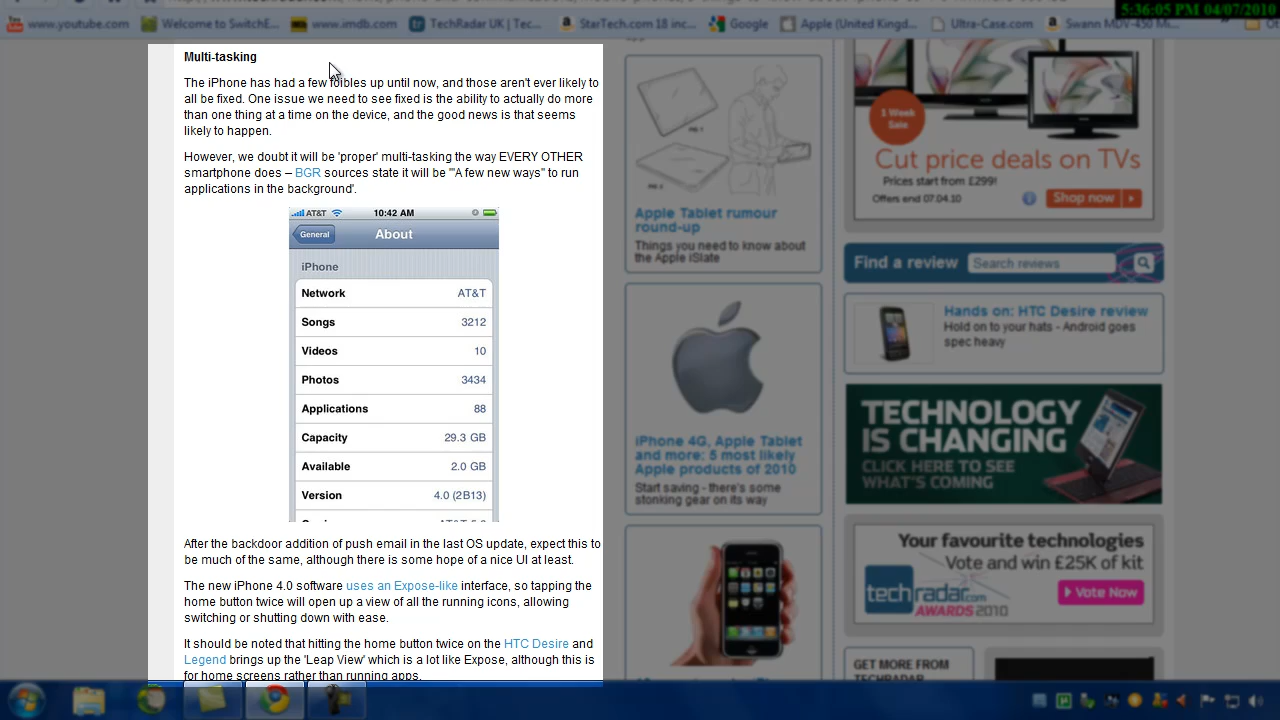 5:36:05 PM 04/07/2010
www.youtube.com
Welcome to SwitchE...
www.imdb.com
TechRadar UK | Tec...
StarTech.com 18 inc...
Google
Apple (United Kingd...
Ultra-Case.com
Swann MDV-450 Mi...
Multi-tasking
The iPhone has had a few foibles up until now, and those aren't ever likely to
all be fixed. One issue we need to see fixed is the ability to actually do more
than one thing at a time on the device, and the good news is that seems
likely to happen.
However, we doubt it will be 'proper' multi-tasking the way EVERY OTHER
smartphone does – BGR sources state it will be '"A few new ways" to run
applications in the background'.
AT&T
10:42 AM
General
About
iPhone
Network AT&T
Songs 3212
Videos 10
Photos 3434
Applications 88
Capacity 29.3 GB
Available 2.0 GB
Version 4.0 (2B13)
After the backdoor addition of push email in the last OS update, expect this to
be much of the same, although there is some hope of a nice UI at least.
The new iPhone 4.0 software uses an Expose-like interface, so tapping the
home button twice will open up a view of all the running icons, allowing
switching or shutting down with ease.
It should be noted that hitting the home button twice on the HTC Desire and
Legend brings up the 'Leap View' which is a lot like Expose, although this is
for home screens rather than running apps.
FIG 1
FIG 2
Apple Tablet rumour
round-up
Things you need to know about
the Apple iSlate
iPhone 4G, Apple Tablet
and more: 5 most likely
Apple products of 2010
Start saving - there's some
stonking gear on its way
1 Week
Sale
Cut price deals on TVs
Prices start from £299!
Offers end 07.04.10
Shop now
Find a review
Search reviews
Hands on: HTC Desire review
Hold on to your hats - Android goes
spec heavy
TECHNOLOGY
IS CHANGING
CLICK HERE TO SEE
WHAT'S COMING
Your favourite technologies
Vote and win £25K of kit
techradar.com
AWARDS 2010
Vote Now
GET MORE FROM
TECHRADAR